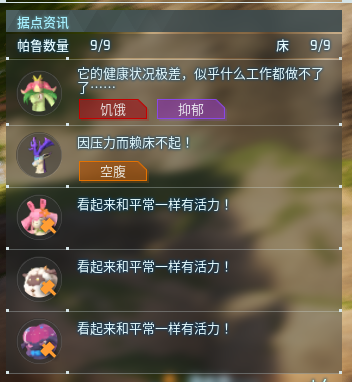 据点资讯
帕鲁数量 9/9 床 9/9
它的健康状况极差，似乎什么工作都做不了
了……
饥饿 抑郁
因压力而赖床不起！
空腹
看起来和平常一样有活力！
看起来和平常一样有活力！
看起来和平常一样有活力！